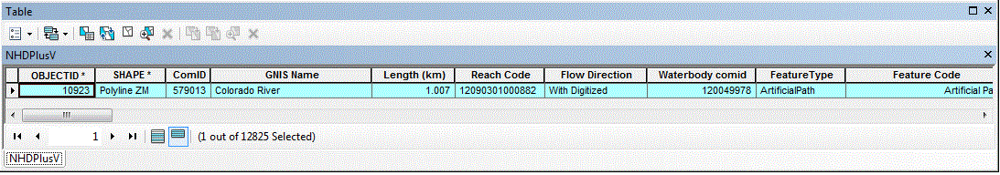 Table
NHDPlusV
OBJECTID * SHAPE * ComID GNIS Name Length (km) Reach Code Flow Direction Waterbody comid FeatureType Feature Code
10923 Polyline ZM 579013 Colorado River 1.007 12090301000882 With Digitized 120049978 ArtificialPath Artificial Pa
1 (1 out of 12825 Selected)
NHDPlusV